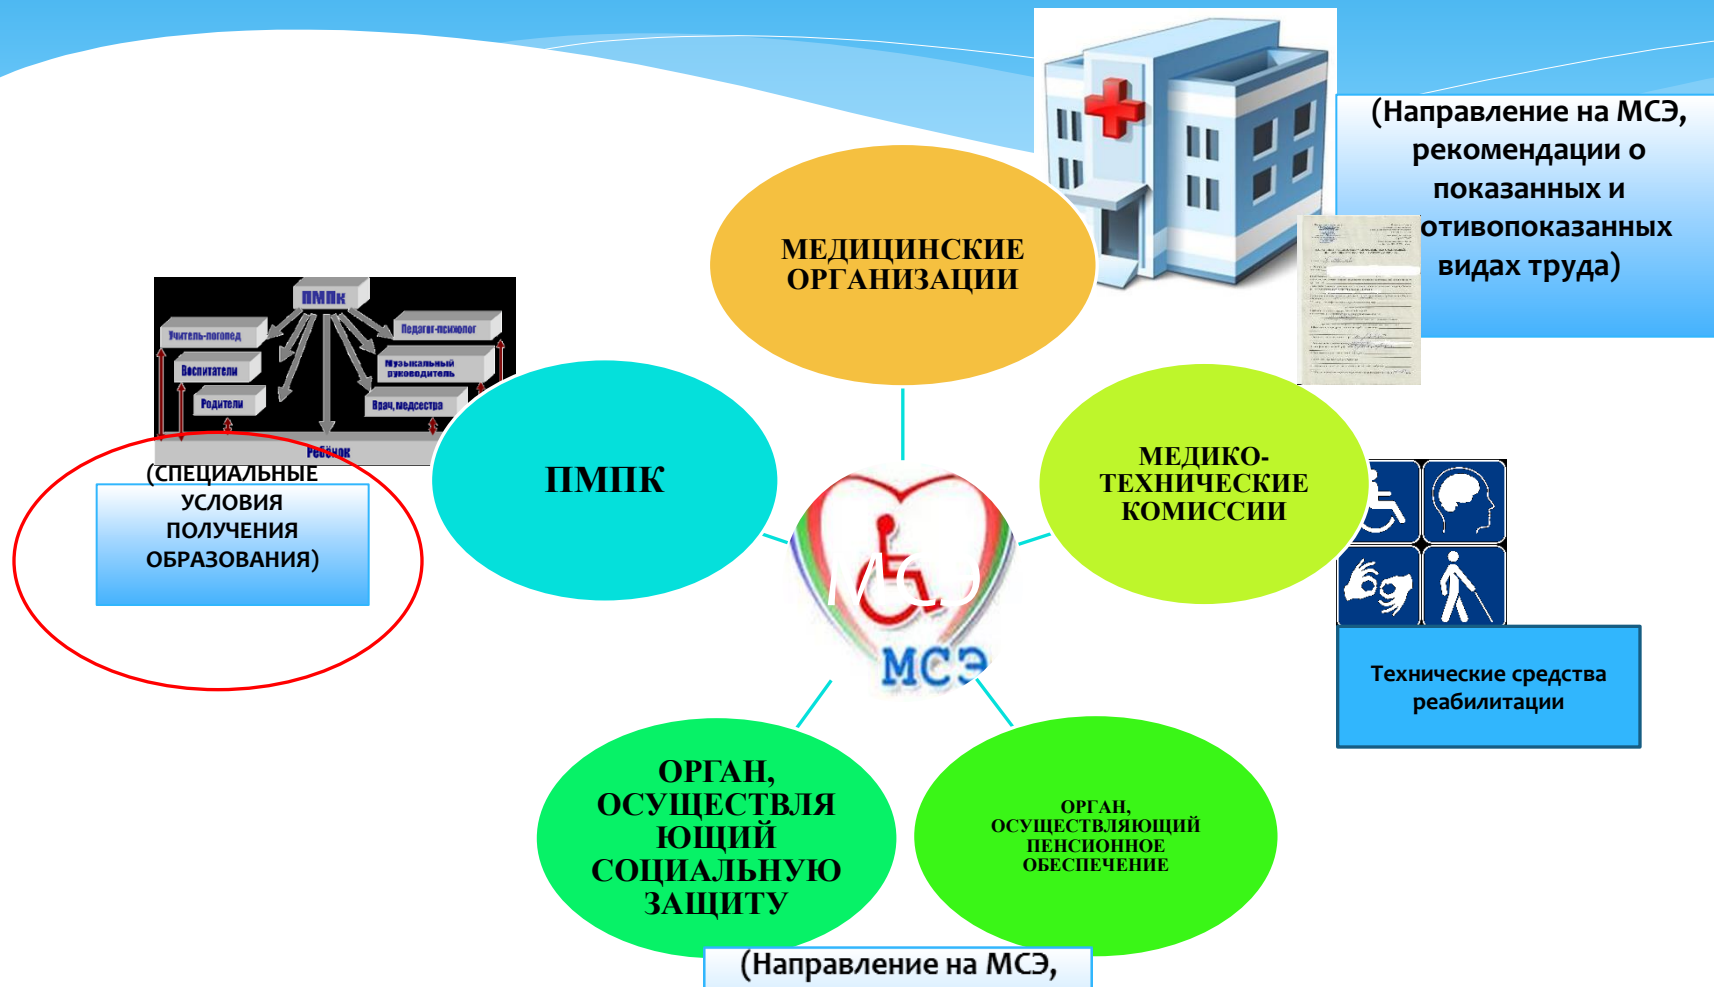 (Направление на МСЭ,
рекомендации о
показанных и
отивопоказанных
видах труда)
МЕДИЦИНСКИЕ
ОРГАНИЗАЦИИ
ПМПк
Учитель-логопед
Педагог-психолог
Воспитатели
Музыкальный
руководитель
Родители
Врач, медсестра
Ребёнок
(СПЕЦИАЛЬНЫЕ
УСЛОВИЯ
ПОЛУЧЕНИЯ
ОБРАЗОВАНИЯ)
ПМПК
МЕДИКО-
ТЕХНИЧЕСКИЕ
КОМИССИИ
МСЭ
МСЭ
Технические средства
реабилитации
ОРГАН,
ОСУЩЕСТВЛЯ
ЮЩИЙ
СОЦИАЛЬНУЮ
ЗАЩИТУ
ОРГАН,
ОСУЩЕСТВЛЯЮЩИЙ
ПЕНСИОННОЕ
ОБЕСПЕЧЕНИЕ
(Направление на МСЭ,